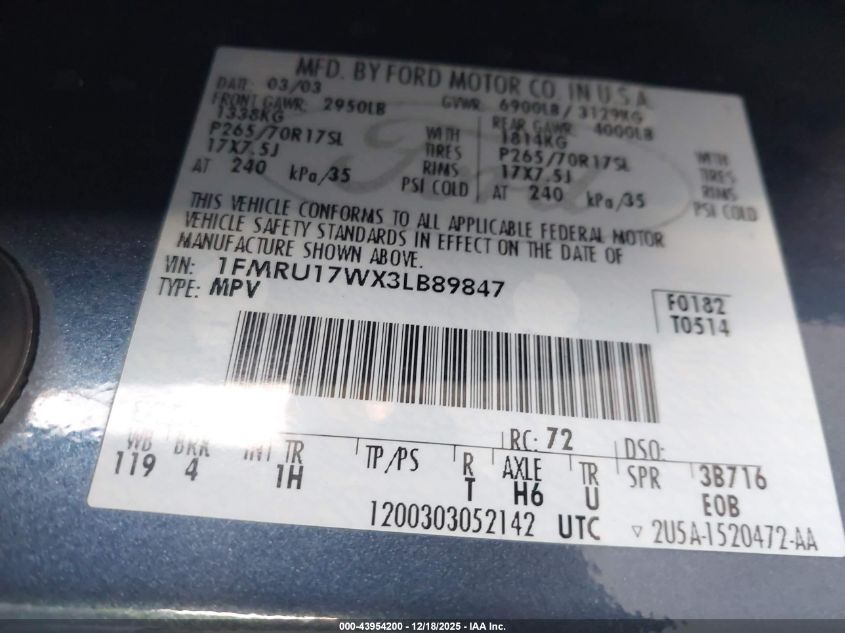 MFD. BY FORD MOTOR CO. IN U.S.A.
DATE: 03/03 GVWR: 6900LB / 3129KG
FRONT GAWR: 2950LB REAR GAWR: 4000LB
1338KG WITH 1814KG WITH
P265/70R17SL TIRES P265/70R17SL TIRES
17X7.5J RIMS 17X7.5J RIMS
AT 240 kPa/35 PSI COLD AT 240 kPa/35 PSI COLD
THIS VEHICLE CONFORMS TO ALL APPLICABLE FEDERAL MOTOR
VEHICLE SAFETY STANDARDS IN EFFECT ON THE DATE OF
MANUFACTURE SHOWN ABOVE.
VIN: 1FMRU17WX3LB89847
TYPE: MPV
F0182
T0514
RC: 72 DSO:
WB BRK INT TR TP/PS R AXLE TR SPR 3B716
119 4 1H T H6 U EOB
1200303052142 UTC ▽ 2U5A-1520472-AA
Ford
000-43954200 - 12/18/2025 - IAA Inc.